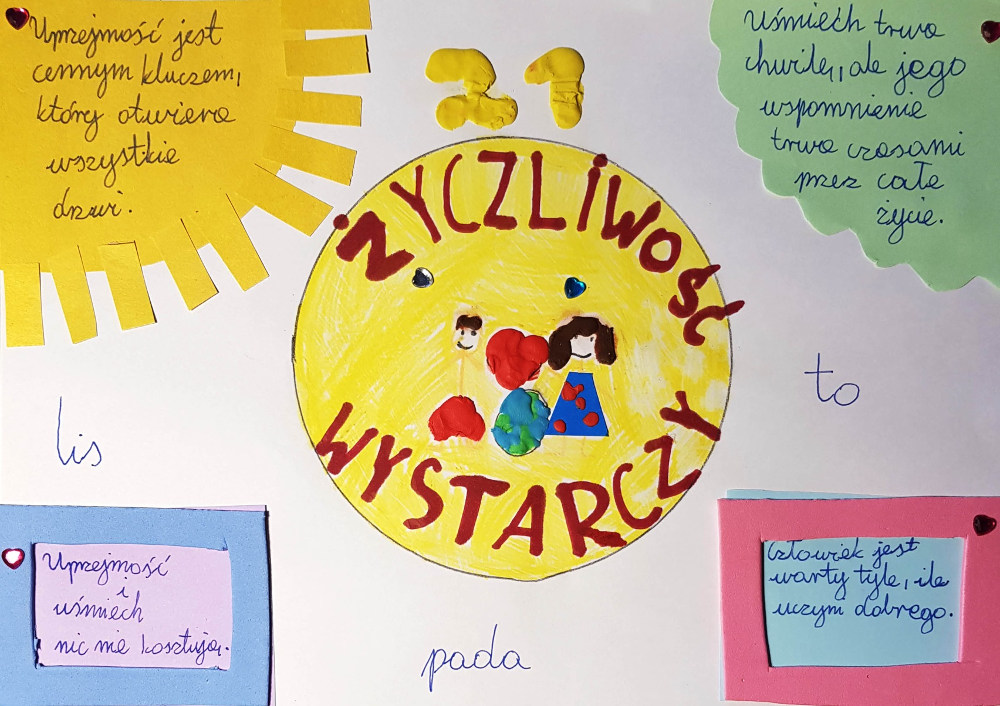 Uprzejmość jest
cennym kluczem,
który otwiera
wszystkie
drzwi.
21
Uśmiech trwa
chwilę, ale jego
wspomnienie
trwa czasami
przez całe
życie.
ŻYCZLIWOŚĆ
WYSTARCZY
lis
to
pada
Uprzejmość
i
uśmiech
nic nie kosztują.
Człowiek jest
warty tyle, ile
uczyni dobrego.